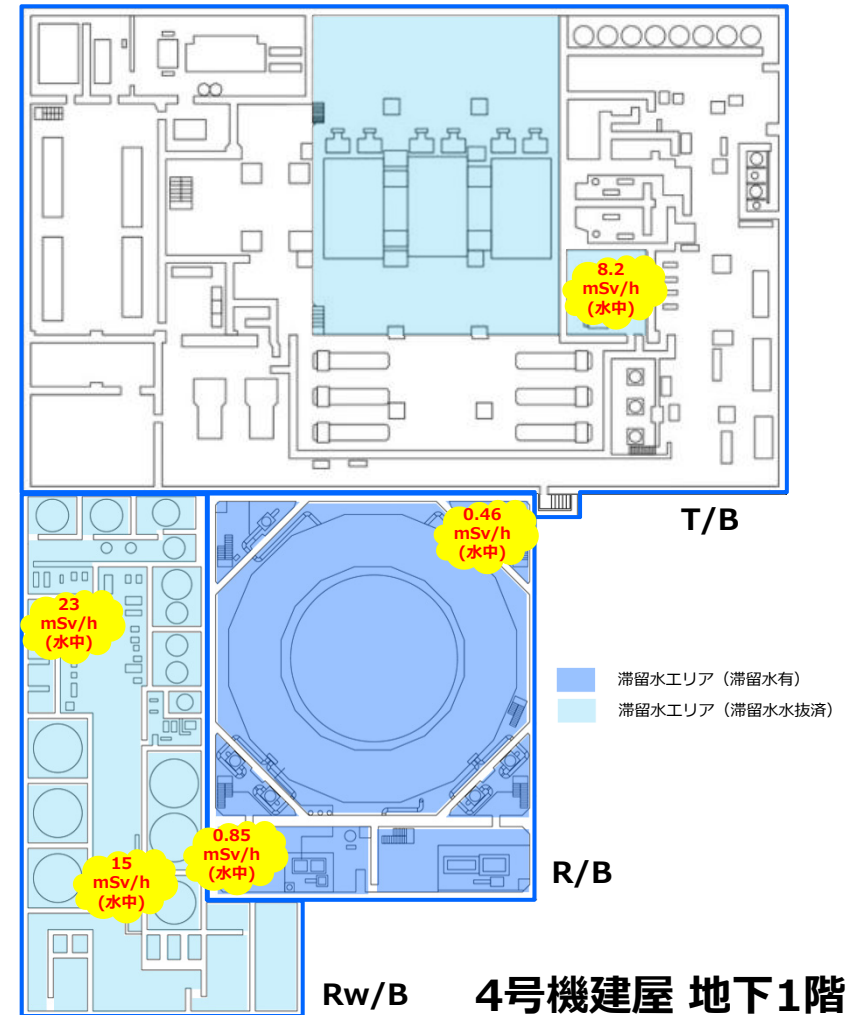 8.2
mSv/h
(水中)
T/B
0.46
mSv/h
(水中)
23
mSv/h
(水中)
滞留水エリア（滞留水有）
滞留水エリア（滞留水水抜済）
0.85
mSv/h
(水中)
15
mSv/h
(水中)
R/B
Rw/B
4号機建屋 地下1階